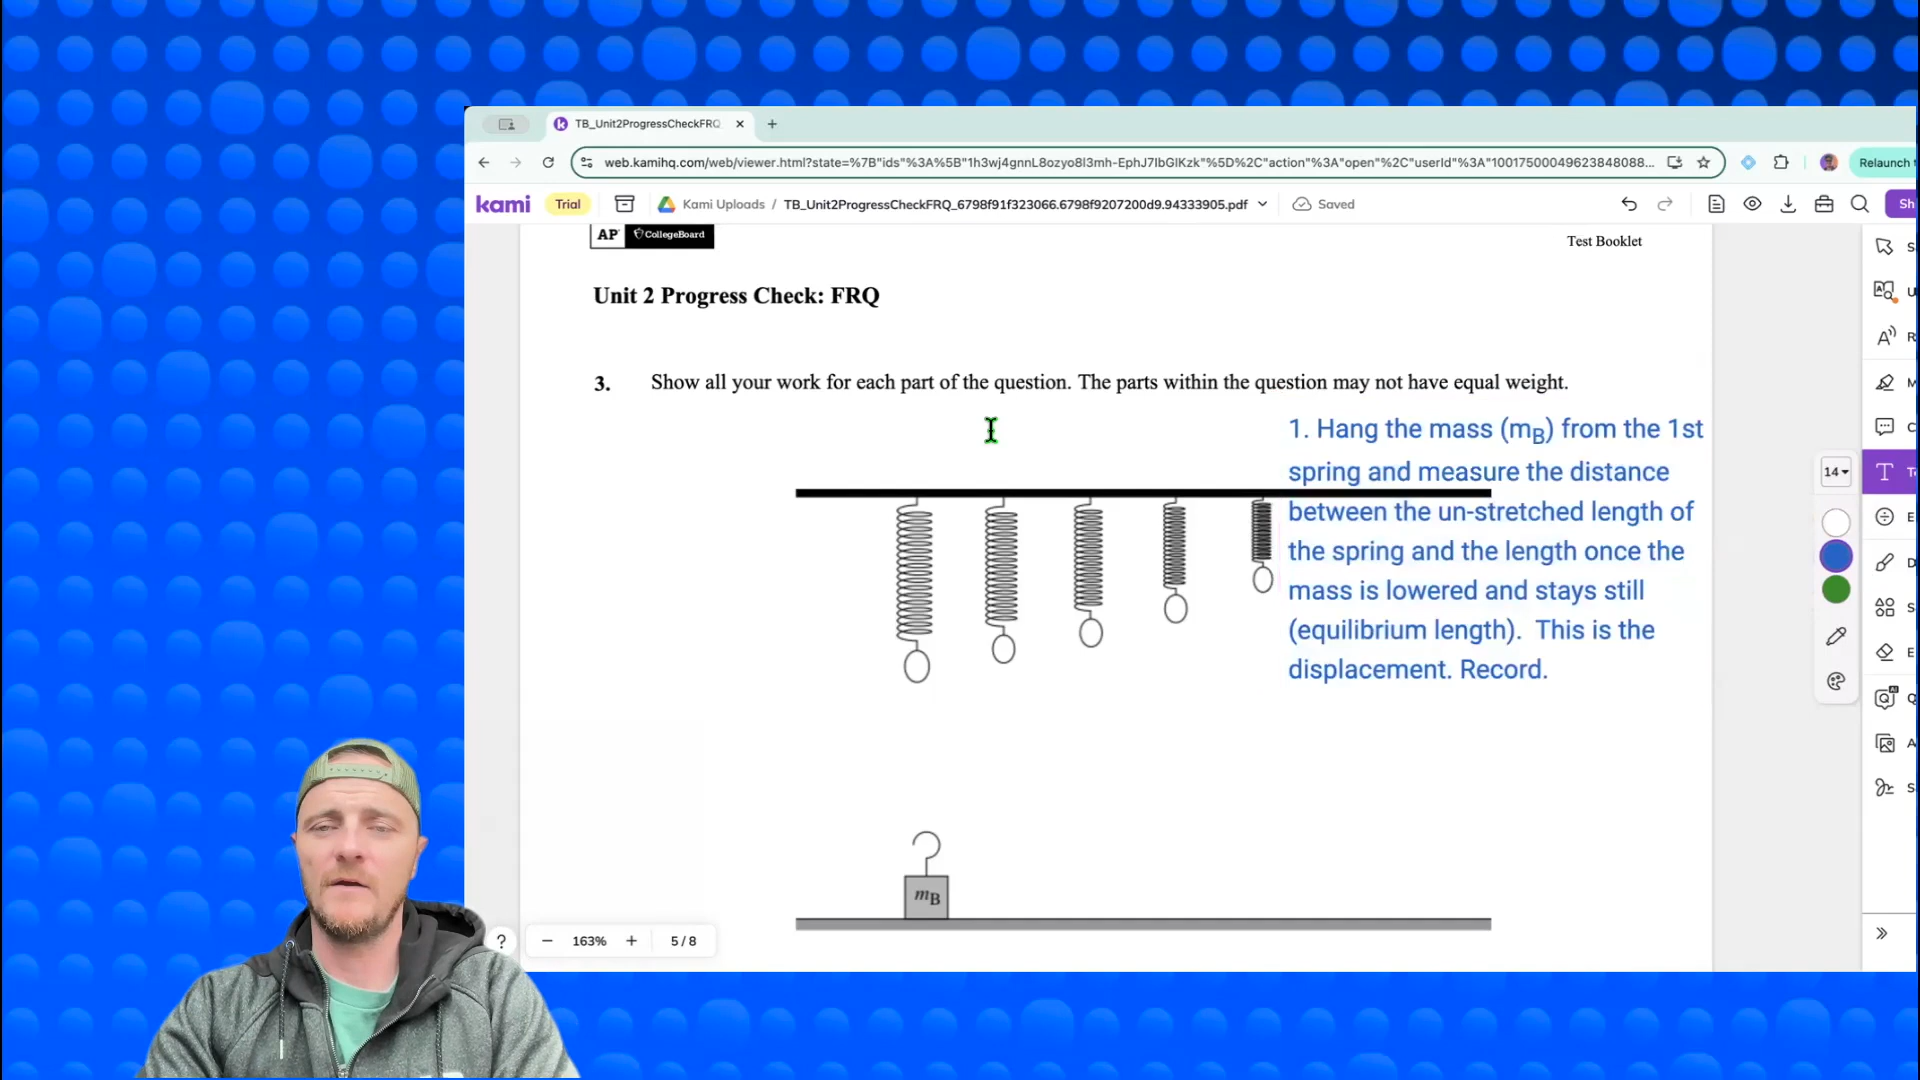 TB_Unit2ProgressCheckFRQ
web.kamihq.com/web/viewer.html?state=%7B"ids"%3A%5B"1h3wj4gnnL8ozyo8l3mh-EphJ7IbGIKzk"%5D%2C"action"%3A"open"%2C"userId"%3A"10017500049623848088...
Relaunch
kami Trial Kami Uploads / TB_Unit2ProgressCheckFRQ_6798f91f323066.6798f9207200d9.94333905.pdf Saved Sh
AP CollegeBoard Test Booklet
Unit 2 Progress Check: FRQ
3. Show all your work for each part of the question. The parts within the question may not have equal weight.
1. Hang the mass (mB) from the 1st
spring and measure the distance
between the un-stretched length of
the spring and the length once the
mass is lowered and stays still
(equilibrium length). This is the
displacement. Record.
14
mB
? − 163% + 5 / 8